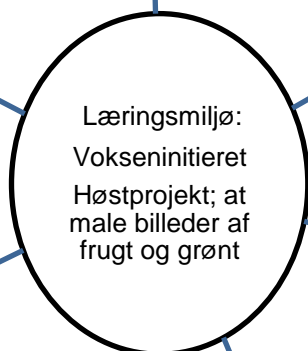 Læringsmiljø:
Vokseninitieret
Høstprojekt; at
male billeder af
frugt og grønt